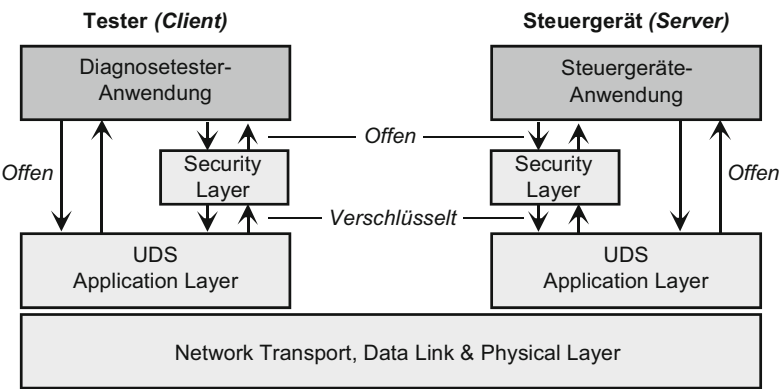 Tester (Client)
Steuergerät (Server)
Diagnosetester-
Anwendung
Steuergeräte-
Anwendung
Offen
Offen
Security
Layer
Security
Layer
Offen
Verschlüsselt
Offen
UDS
Application Layer
UDS
Application Layer
Network Transport, Data Link & Physical Layer